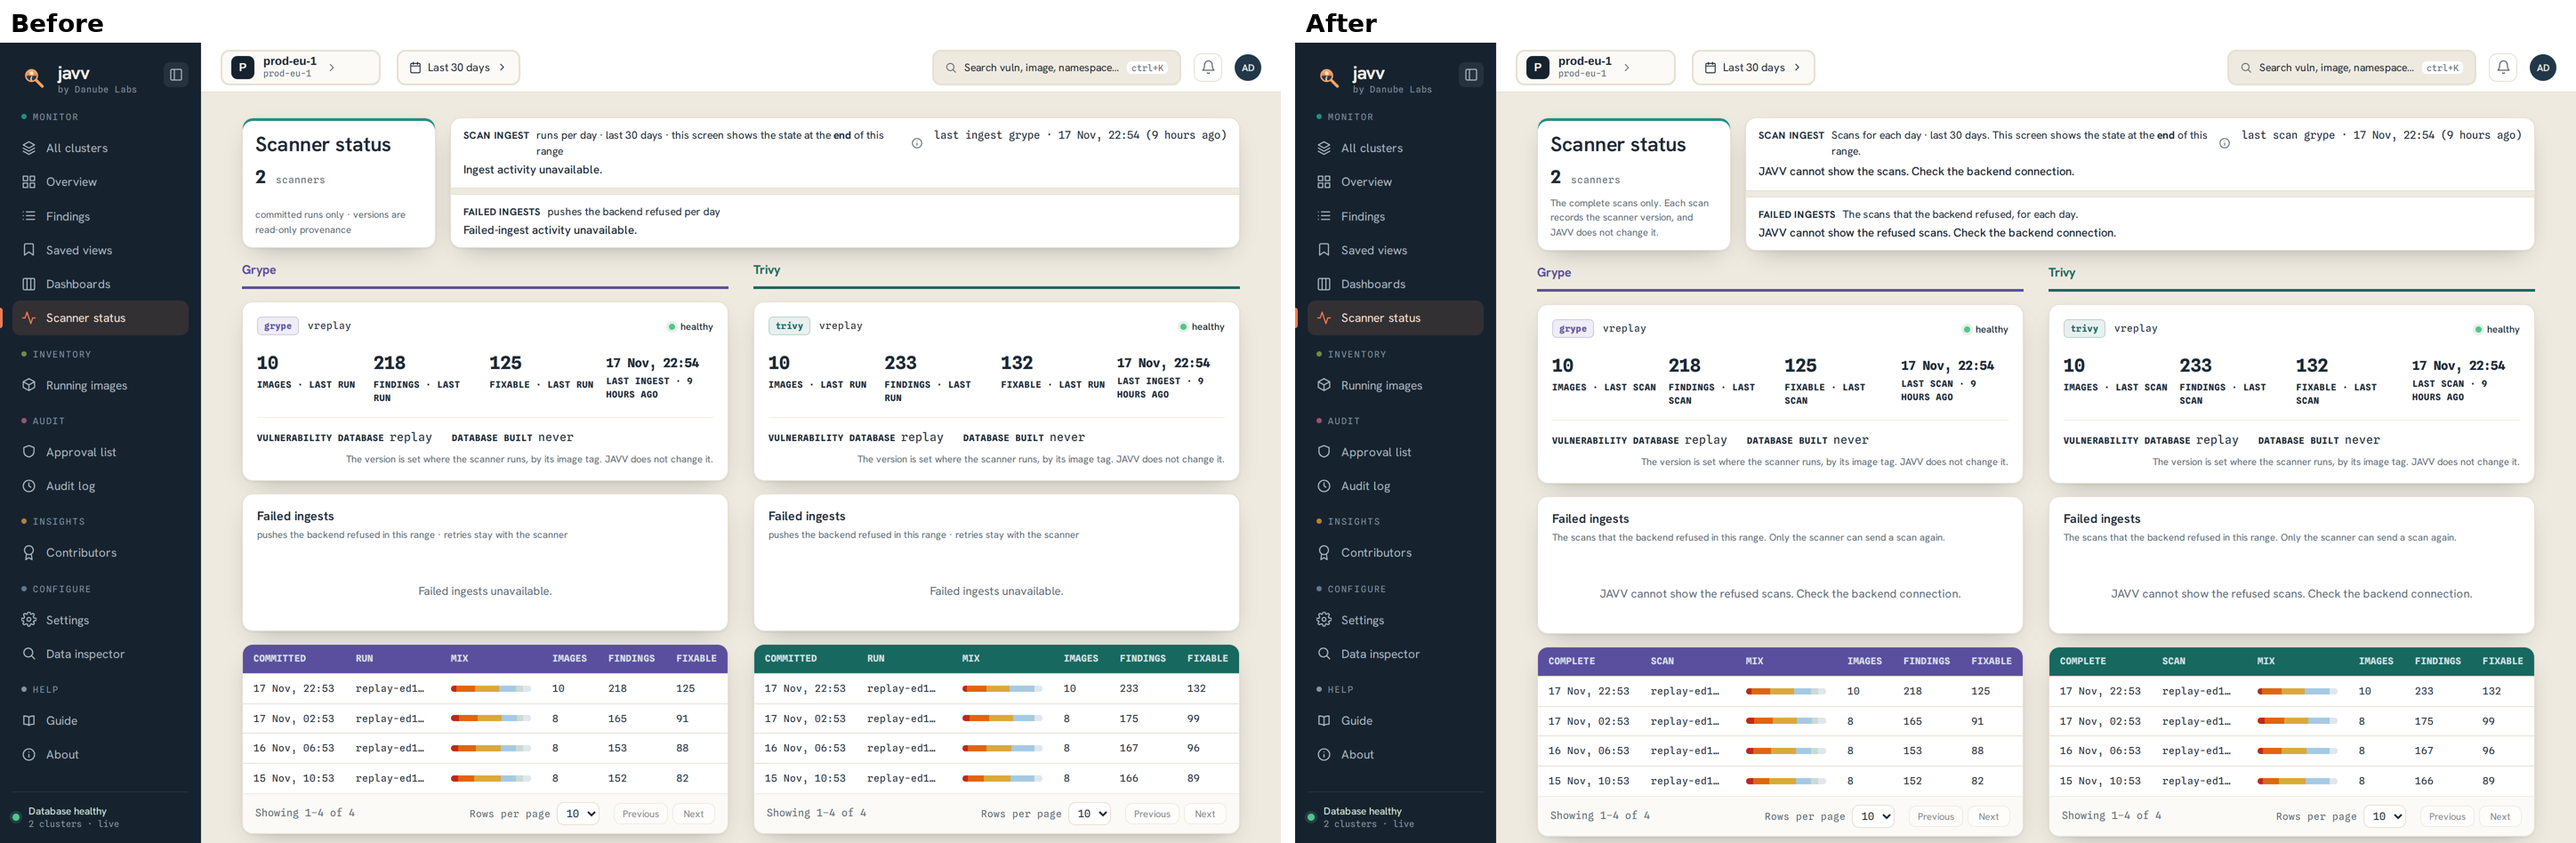 Before
javv
by Danube Labs
MONITOR
All clusters
Overview
Findings
Saved views
Dashboards
Scanner status
INVENTORY
Running images
AUDIT
Approval list
Audit log
INSIGHTS
Contributors
CONFIGURE
Settings
Data inspector
HELP
Guide
About
Database healthy
2 clusters · live
P prod-eu-1
prod-eu-1
Last 30 days
Search vuln, image, namespace... ctrl+K
AD
Scanner status
2 scanners
committed runs only · versions are
read-only provenance
SCAN INGEST runs per day · last 30 days · this screen shows the state at the end of this
range
last ingest grype · 17 Nov, 22:54 (9 hours ago)
Ingest activity unavailable.
FAILED INGESTS pushes the backend refused per day
Failed-ingest activity unavailable.
Grype
grype vreplay healthy
10 218 125 17 Nov, 22:54
IMAGES · LAST RUN FINDINGS · LAST RUN FIXABLE · LAST RUN LAST INGEST · 9 HOURS AGO
VULNERABILITY DATABASE replay DATABASE BUILT never
The version is set where the scanner runs, by its image tag. JAVV does not change it.
Failed ingests
pushes the backend refused in this range · retries stay with the scanner
Failed ingests unavailable.
COMMITTED RUN MIX IMAGES FINDINGS FIXABLE
17 Nov, 22:53 replay-ed1… 10 218 125
17 Nov, 02:53 replay-ed1… 8 165 91
16 Nov, 06:53 replay-ed1… 8 153 88
15 Nov, 10:53 replay-ed1… 8 152 82
Showing 1–4 of 4 Rows per page 10 Previous Next
Trivy
trivy vreplay healthy
10 233 132 17 Nov, 22:54
IMAGES · LAST RUN FINDINGS · LAST RUN FIXABLE · LAST RUN LAST INGEST · 9 HOURS AGO
VULNERABILITY DATABASE replay DATABASE BUILT never
The version is set where the scanner runs, by its image tag. JAVV does not change it.
Failed ingests
pushes the backend refused in this range · retries stay with the scanner
Failed ingests unavailable.
COMMITTED RUN MIX IMAGES FINDINGS FIXABLE
17 Nov, 22:53 replay-ed1… 10 233 132
17 Nov, 02:53 replay-ed1… 8 175 99
16 Nov, 06:53 replay-ed1… 8 167 96
15 Nov, 10:53 replay-ed1… 8 166 89
Showing 1–4 of 4 Rows per page 10 Previous Next
After
javv
by Danube Labs
MONITOR
All clusters
Overview
Findings
Saved views
Dashboards
Scanner status
INVENTORY
Running images
AUDIT
Approval list
Audit log
INSIGHTS
Contributors
CONFIGURE
Settings
Data inspector
HELP
Guide
About
Database healthy
2 clusters · live
P prod-eu-1
prod-eu-1
Last 30 days
Search vuln, image, namespace... ctrl+K
AD
Scanner status
2 scanners
The complete scans only. Each scan
records the scanner version, and
JAVV does not change it.
SCAN INGEST Scans for each day · last 30 days. This screen shows the state at the end of this
range.
last scan grype · 17 Nov, 22:54 (9 hours ago)
JAVV cannot show the scans. Check the backend connection.
FAILED INGESTS The scans that the backend refused, for each day.
JAVV cannot show the refused scans. Check the backend connection.
Grype
grype vreplay healthy
10 218 125 17 Nov, 22:54
IMAGES · LAST SCAN FINDINGS · LAST SCAN FIXABLE · LAST SCAN LAST SCAN · 9 HOURS AGO
VULNERABILITY DATABASE replay DATABASE BUILT never
The version is set where the scanner runs, by its image tag. JAVV does not change it.
Failed ingests
The scans that the backend refused in this range. Only the scanner can send a scan again.
JAVV cannot show the refused scans. Check the backend connection.
COMPLETE SCAN MIX IMAGES FINDINGS FIXABLE
17 Nov, 22:53 replay-ed1… 10 218 125
17 Nov, 02:53 replay-ed1… 8 165 91
16 Nov, 06:53 replay-ed1… 8 153 88
15 Nov, 10:53 replay-ed1… 8 152 82
Showing 1–4 of 4 Rows per page 10 Previous Next
Trivy
trivy vreplay healthy
10 233 132 17 Nov, 22:54
IMAGES · LAST SCAN FINDINGS · LAST SCAN FIXABLE · LAST SCAN LAST SCAN · 9 HOURS AGO
VULNERABILITY DATABASE replay DATABASE BUILT never
The version is set where the scanner runs, by its image tag. JAVV does not change it.
Failed ingests
The scans that the backend refused in this range. Only the scanner can send a scan again.
JAVV cannot show the refused scans. Check the backend connection.
COMPLETE SCAN MIX IMAGES FINDINGS FIXABLE
17 Nov, 22:53 replay-ed1… 10 233 132
17 Nov, 02:53 replay-ed1… 8 175 99
16 Nov, 06:53 replay-ed1… 8 167 96
15 Nov, 10:53 replay-ed1… 8 166 89
Showing 1–4 of 4 Rows per page 10 Previous Next